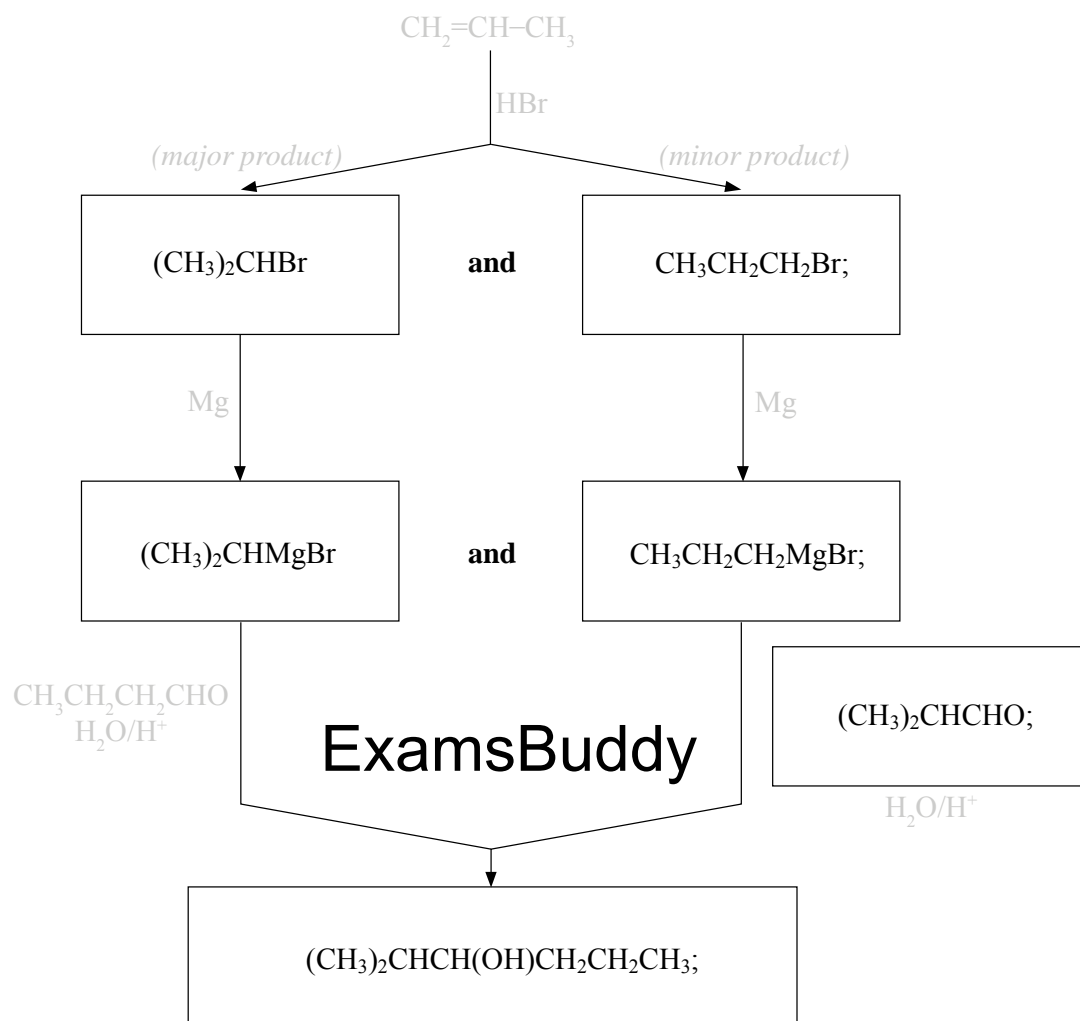 CH₂=CH–CH₃
HBr
(major product) (minor product)
(CH₃)₂CHBr and CH₃CH₂CH₂Br;
Mg Mg
(CH₃)₂CHMgBr and CH₃CH₂CH₂MgBr;
CH₃CH₂CH₂CHO
H₂O/H⁺
(CH₃)₂CHCHO;
ExamsBuddy
H₂O/H⁺
(CH₃)₂CHCH(OH)CH₂CH₂CH₃;